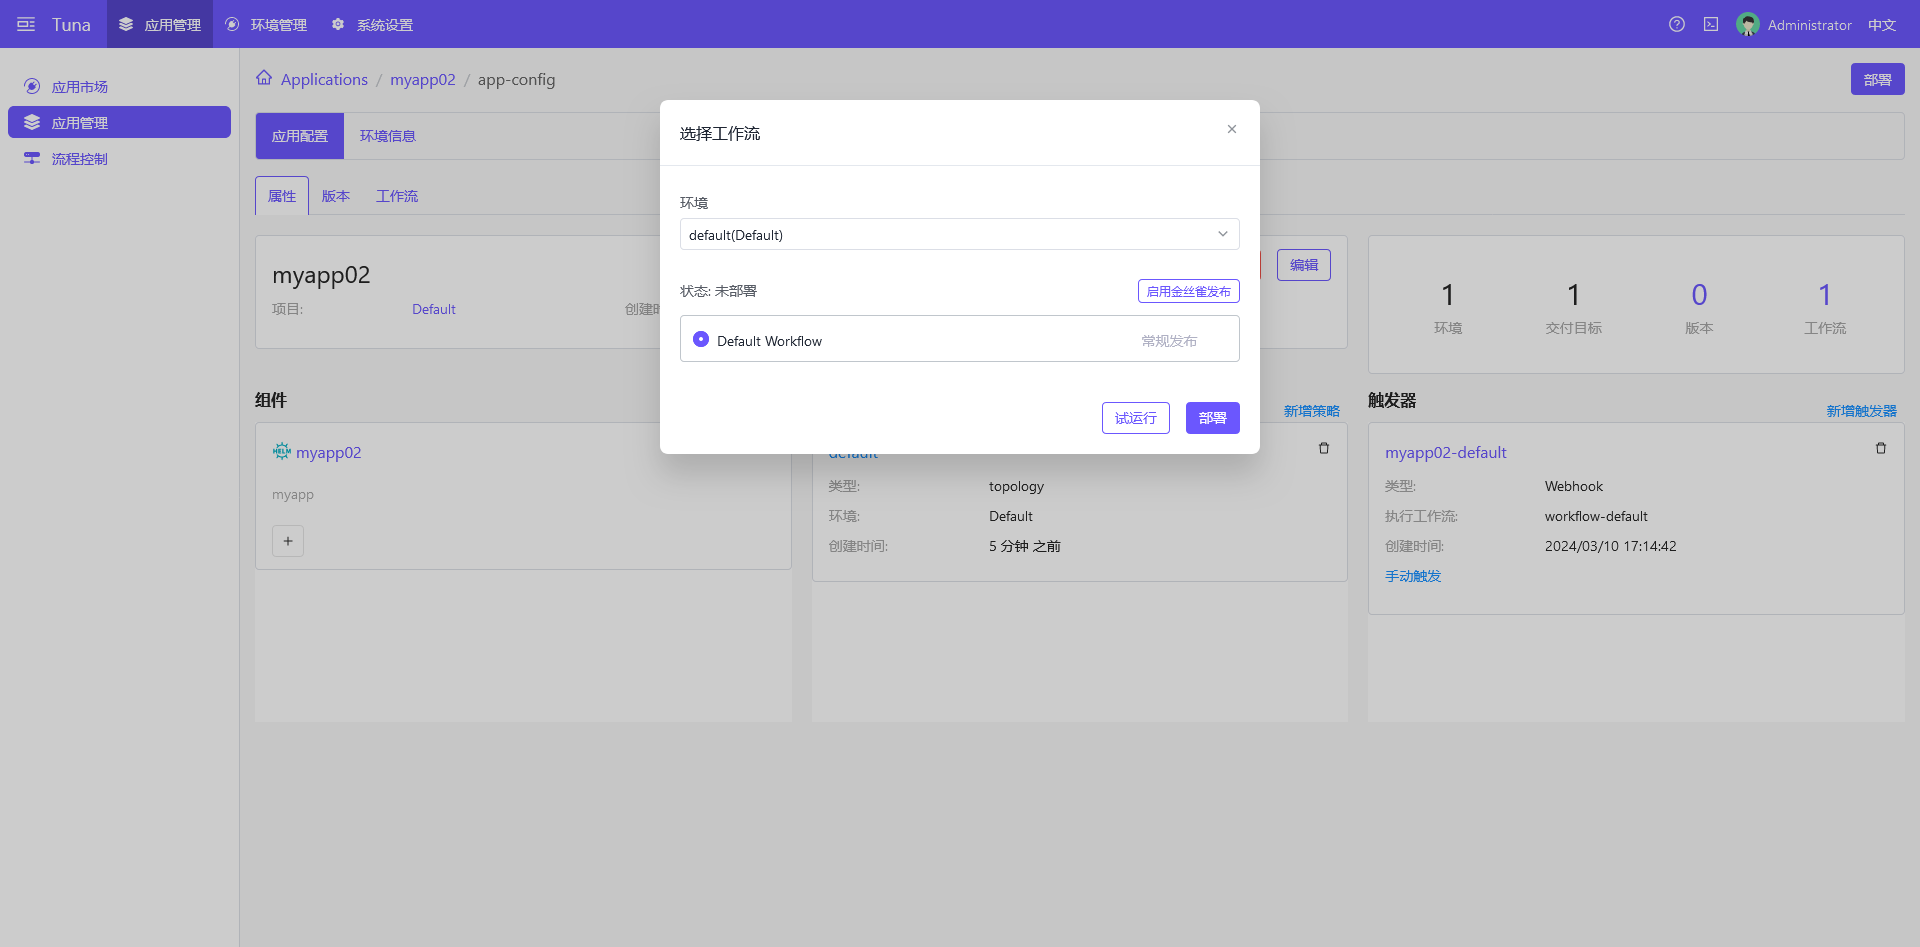 Tuna 应用管理 环境管理 系统设置 Administrator 中文
应用市场
应用管理
流程控制
Applications / myapp02 / app-config 部署
应用配置 环境信息
属性 版本 工作流
myapp02 编辑
项目: Default 创建时
1 1 0 1
环境 交付目标 版本 工作流
选择工作流
环境
default(Default)
状态: 未部署 启用金丝雀发布
Default Workflow 常规发布
试运行 部署
组件
HELM myapp02
myapp
新增策略
default
类型: topology
环境: Default
创建时间: 5 分钟 之前
触发器 新增触发器
myapp02-default
类型: Webhook
执行工作流: workflow-default
创建时间: 2024/03/10 17:14:42
手动触发